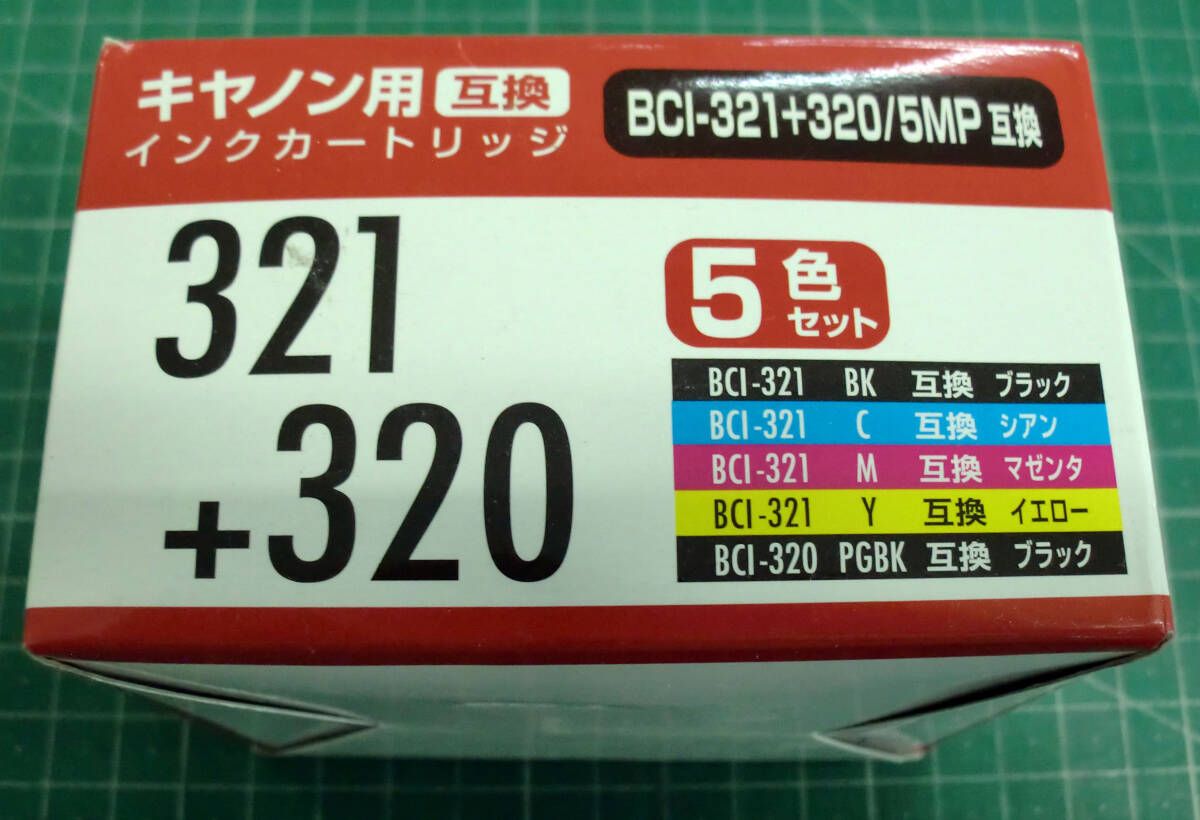 キヤノン用 互換
インクカートリッジ
BCI-321+320/5MP 互換
321
+320
5色
セット
BCI-321 BK 互換 ブラック
BCI-321 C 互換 シアン
BCI-321 M 互換 マゼンタ
BCI-321 Y 互換 イエロー
BCI-320 PGBK 互換 ブラック